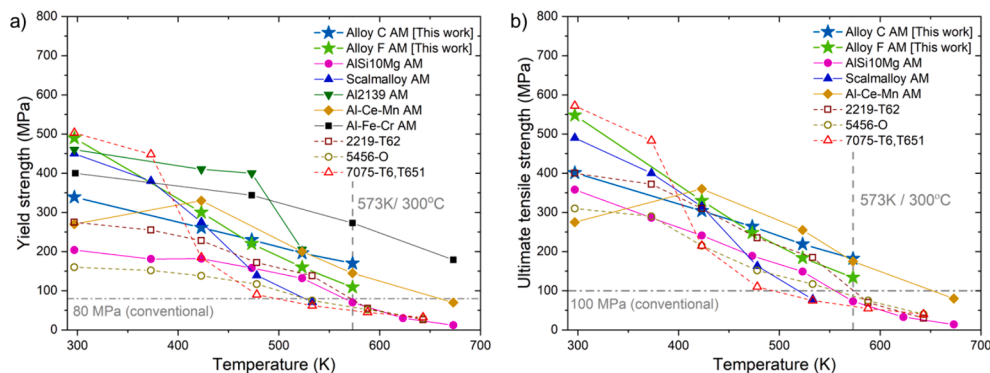 a)
Yield strength (MPa)
800
700
600
500
400
300
200
100
0
Alloy C AM [This work]
Alloy F AM [This work]
AlSi10Mg AM
Scalmalloy AM
Al2139 AM
Al-Ce-Mn AM
Al-Fe-Cr AM
2219-T62
5456-O
7075-T6,T651
573K/ 300°C
80 MPa (conventional)
300
400
500
600
700
Temperature (K)
b)
Ultimate tensile strength (MPa)
800
700
600
500
400
300
200
100
0
Alloy C AM [This work]
Alloy F AM [This work]
AlSi10Mg AM
Scalmalloy AM
Al-Ce-Mn AM
2219-T62
5456-O
7075-T6,T651
573K / 300°C
100 MPa (conventional)
300
400
500
600
700
Temperature (K)